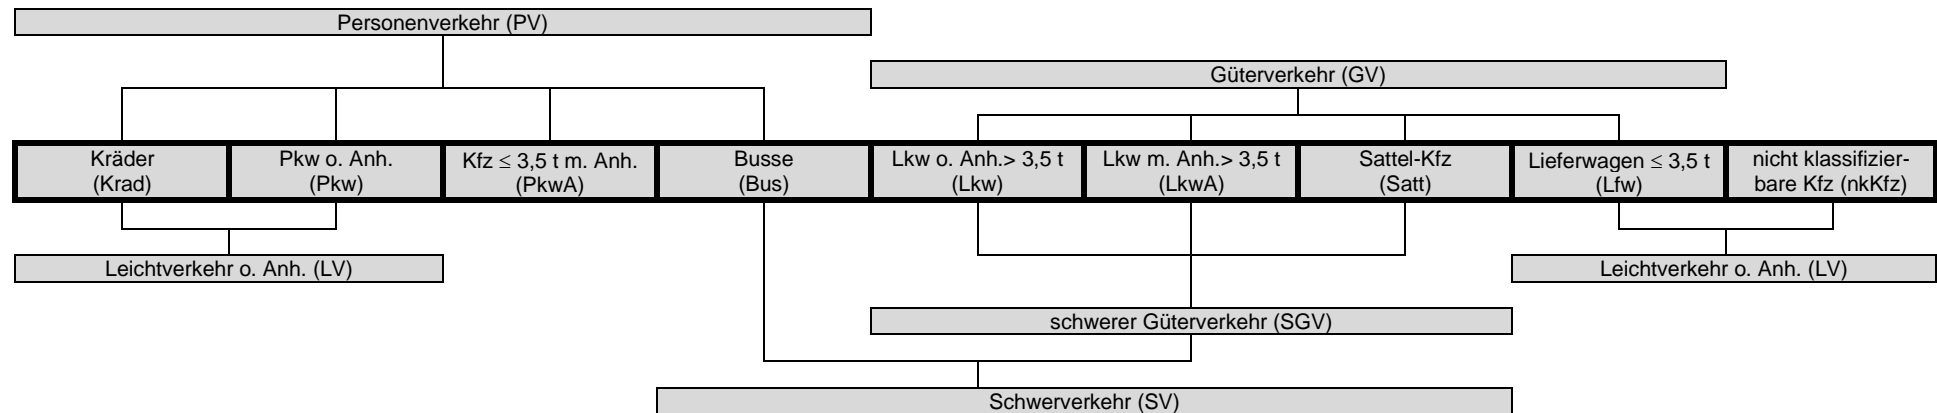 Personenverkehr (PV)
Güterverkehr (GV)
Kräder
(Krad)
Pkw o. Anh.
(Pkw)
Kfz ≤ 3,5 t m. Anh.
(PkwA)
Busse
(Bus)
Lkw o. Anh.> 3,5 t
(Lkw)
Lkw m. Anh.> 3,5 t
(LkwA)
Sattel-Kfz
(Satt)
Lieferwagen ≤ 3,5 t
(Lfw)
nicht klassifizier-
bare Kfz (nkKfz)
Leichtverkehr o. Anh. (LV)
Leichtverkehr o. Anh. (LV)
schwerer Güterverkehr (SGV)
Schwerverkehr (SV)